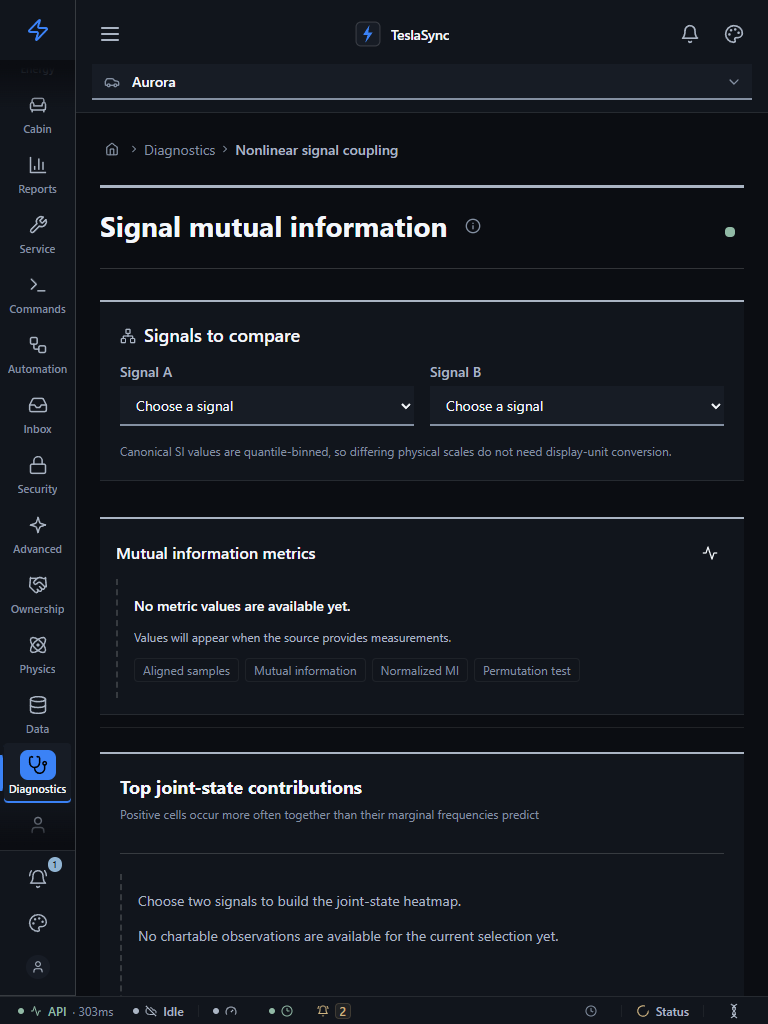 TeslaSync
Aurora
Energy
Cabin
Reports
Service
Commands
Automation
Inbox
Security
Advanced
Ownership
Physics
Data
Diagnostics
1
Diagnostics
Nonlinear signal coupling
Signal mutual information
Signals to compare
Signal A
Signal B
Choose a signal
Choose a signal
Canonical SI values are quantile-binned, so differing physical scales do not need display-unit conversion.
Mutual information metrics
No metric values are available yet.
Values will appear when the source provides measurements.
Aligned samples
Mutual information
Normalized MI
Permutation test
Top joint-state contributions
Positive cells occur more often together than their marginal frequencies predict
Choose two signals to build the joint-state heatmap.
No chartable observations are available for the current selection yet.
API · 303ms
Idle
2
Status